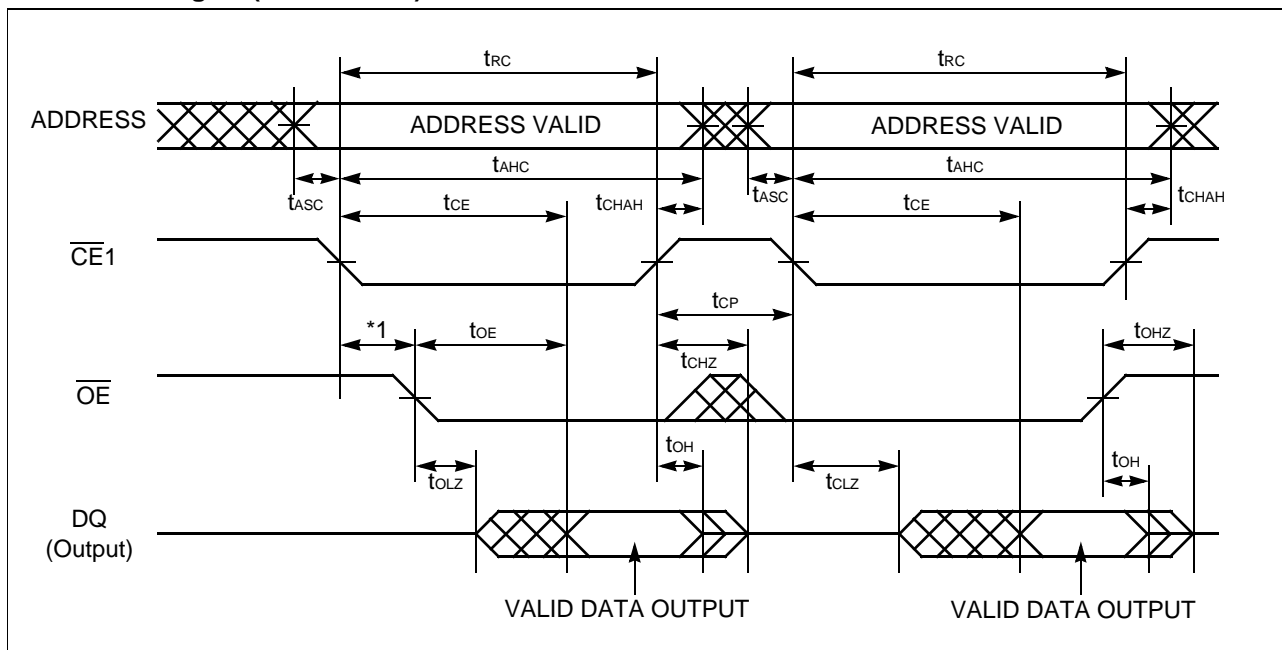 tRC tRC
ADDRESS ADDRESS VALID ADDRESS VALID
tAHC tAHC
tASC tCE tCHAH tASC tCE tCHAH
CE1
tCP
*1 tOE tCHZ tOHZ
OE
tOLZ tOH tCLZ tOH
DQ
(Output)
VALID DATA OUTPUT VALID DATA OUTPUT